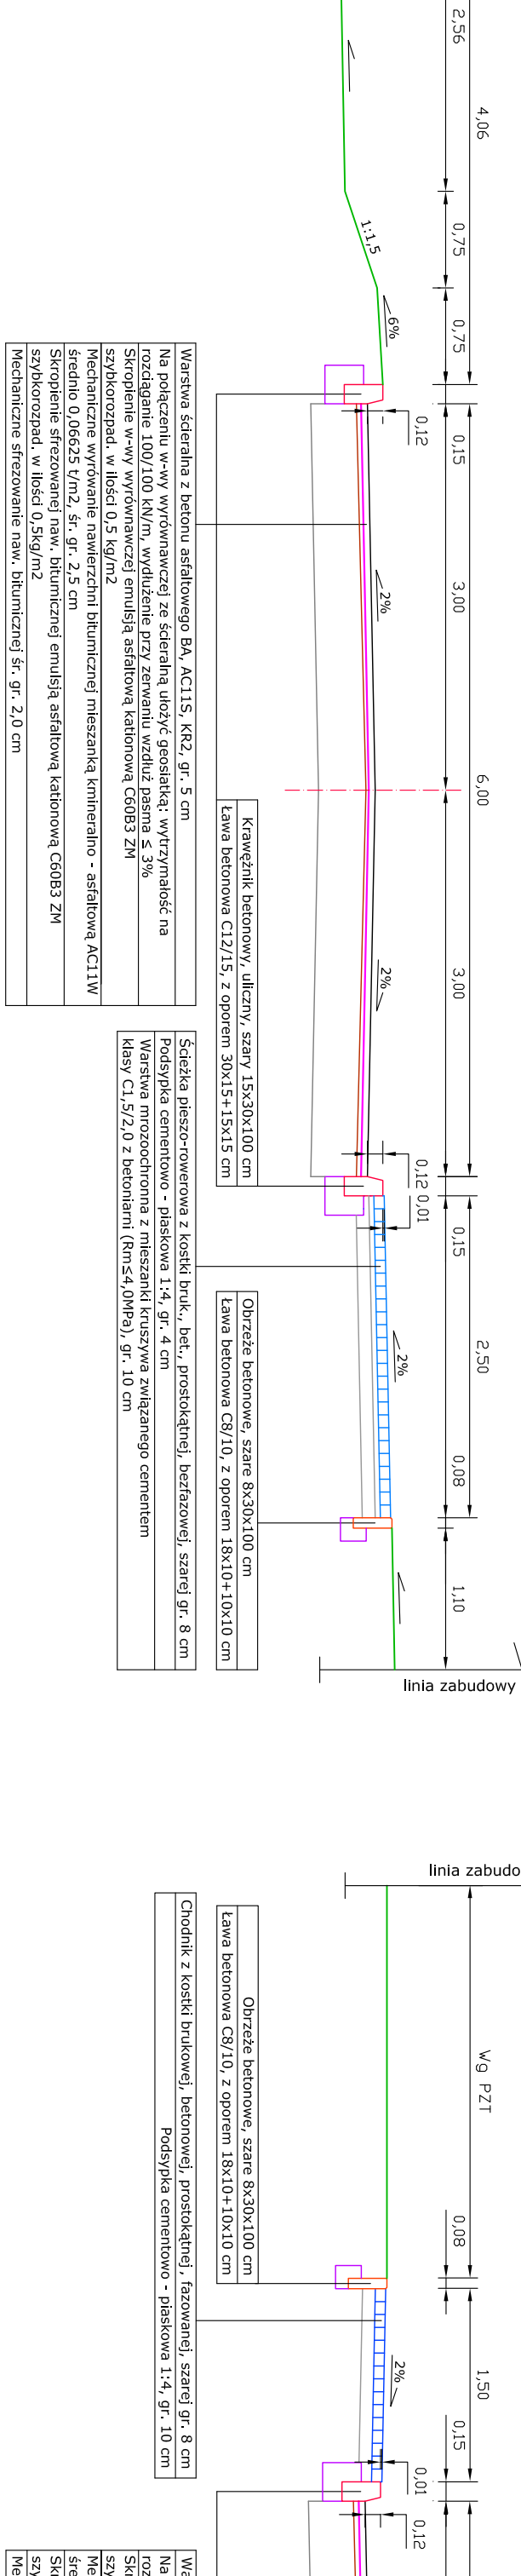 2,56
4,06
0,75
0,75
0,15
3,00
6,00
3,00
0,15
2,50
0,08
1,10
1:1,5
6%
0,12
2%
2%
0,12
0,01
2%
linia zabudowy
Warstwa ścieralna z betonu asfaltowego BA, AC11S, KR2, gr. 5 cm
Na połączeniu w-wy wyrównawczej ze ścieralną ułożyć geosiatkę: wytrzymałość na
rozciąganie 100/100 kN/m, wydłużenie przy zerwaniu wzdłuż pasma ≤ 3%
Skropienie w-wy wyrównawczej emulsją asfaltową kationową C60B3 ZM
szybkorozpad. w ilości 0,5 kg/m2
Mechaniczne wyrówanie nawierzchni bitumicznej mieszanką kmineralno - asfaltową AC11W
średnio 0,06625 t/m2, śr. gr. 2,5 cm
Skropienie sfrezowanej naw. bitumicznej emulsją asfaltową kationową C60B3 ZM
szybkorozpad. w ilości 0,5kg/m2
Mechaniczne sfrezowanie naw. bitumicznej śr. gr. 2,0 cm
Krawężnik betonowy, uliczny, szary 15x30x100 cm
Ława betonowa C12/15, z oporem 30x15+15x15 cm
Ścieżka pieszo-rowerowa z kostki bruk., bet., prostokątnej, bezfazowej, szarej gr. 8 cm
Podsypka cementowo - piaskowa 1:4, gr. 4 cm
Warstwa mrozoochronna z mieszanki kruszywa związanego cementem
klasy C1,5/2,0 z betoniarni (Rm≤4,0MPa), gr. 10 cm
Obrzeże betonowe, szare 8x30x100 cm
Ława betonowa C8/10, z oporem 18x10+10x10 cm
linia zabudo
Wg PZT
0,08
1,50
0,15
2%
0,01
0,12
Obrzeże betonowe, szare 8x30x100 cm
Ława betonowa C8/10, z oporem 18x10+10x10 cm
Chodnik z kostki brukowej, betonowej, prostokątnej, fazowanej, szarej gr. 8 cm
Podsypka cementowo - piaskowa 1:4, gr. 10 cm
Wa
Na
roz
Skr
szy
Me
śre
Skr
szy
Me